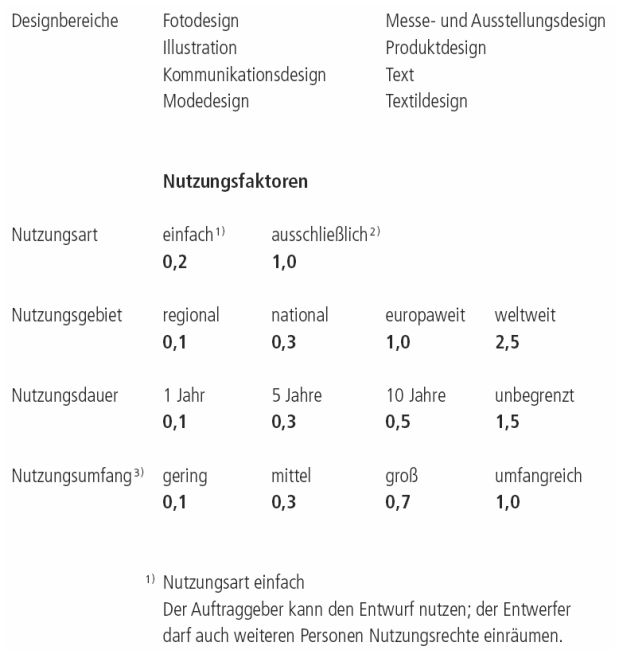 Designbereiche Fotodesign Messe- und Ausstellungsdesign
Illustration Produktdesign
Kommunikationsdesign Text
Modedesign Textildesign
Nutzungsfaktoren
Nutzungsart einfach 1) ausschließlich 2)
0,2 1,0
Nutzungsgebiet regional national europaweit weltweit
0,1 0,3 1,0 2,5
Nutzungsdauer 1 Jahr 5 Jahre 10 Jahre unbegrenzt
0,1 0,3 0,5 1,5
Nutzungsumfang 3) gering mittel groß umfangreich
0,1 0,3 0,7 1,0
1) Nutzungsart einfach
Der Auftraggeber kann den Entwurf nutzen; der Entwerfer
darf auch weiteren Personen Nutzungsrechte einräumen.